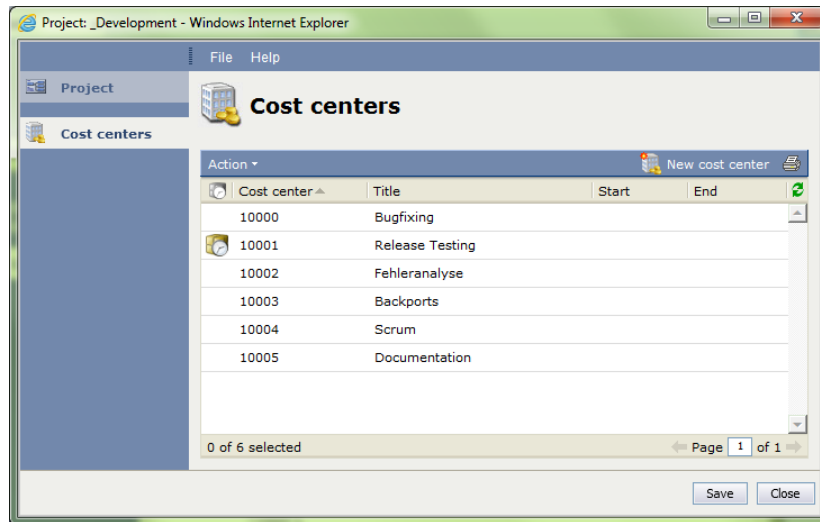 Project: _Development - Windows Internet Explorer
File Help
Project
Cost centers
Cost centers
Action New cost center
Cost center Title Start End
10000 Bugfixing
10001 Release Testing
10002 Fehleranalyse
10003 Backports
10004 Scrum
10005 Documentation
0 of 6 selected Page 1 of 1
Save Close